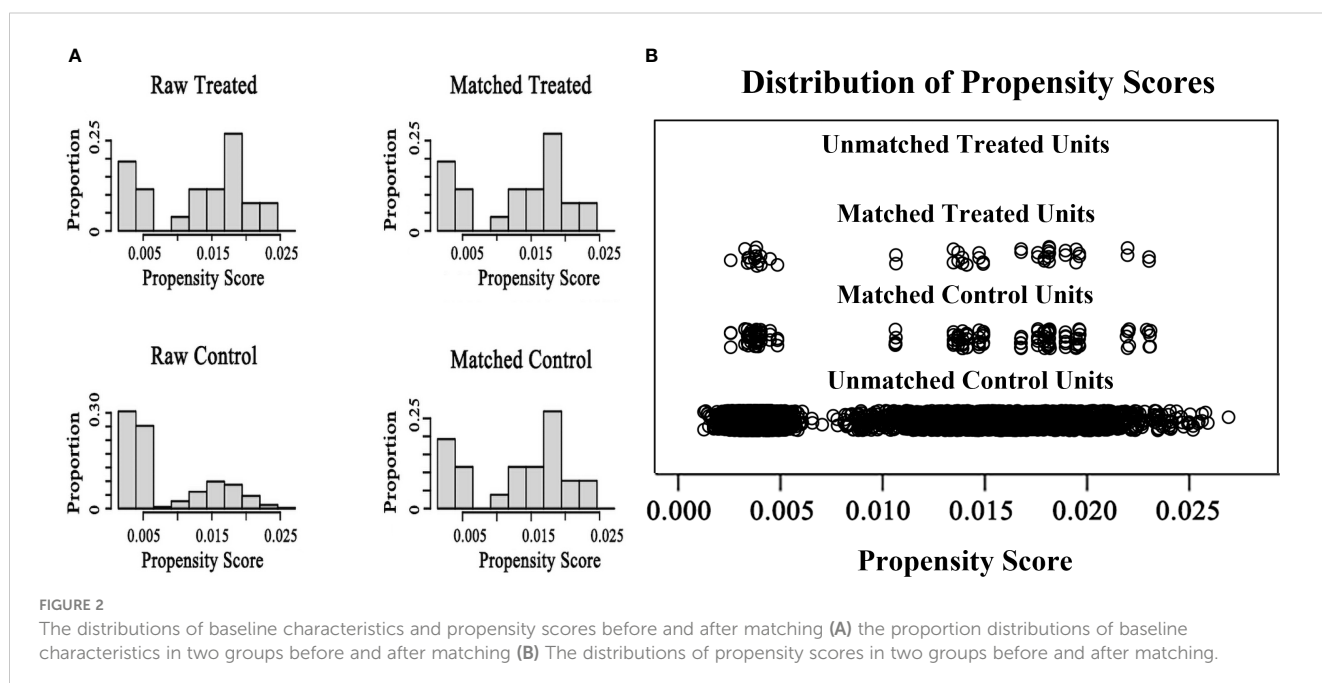 A
Raw Treated
Proportion
0.25
0
0.005
0.015
0.025
Propensity Score
Matched Treated
Proportion
0.25
0
0.005
0.015
0.025
Propensity Score
Raw Control
Proportion
0.30
0
0.005
0.015
0.025
Propensity Score
Matched Control
Proportion
0.25
0
0.005
0.015
0.025
Propensity Score
B
Distribution of Propensity Scores
Unmatched Treated Units
Matched Treated Units
Matched Control Units
Unmatched Control Units
0.000 0.005 0.010 0.015 0.020 0.025
Propensity Score
FIGURE 2
The distributions of baseline characteristics and propensity scores before and after matching (A) the proportion distributions of baseline
characteristics in two groups before and after matching (B) The distributions of propensity scores in two groups before and after matching.